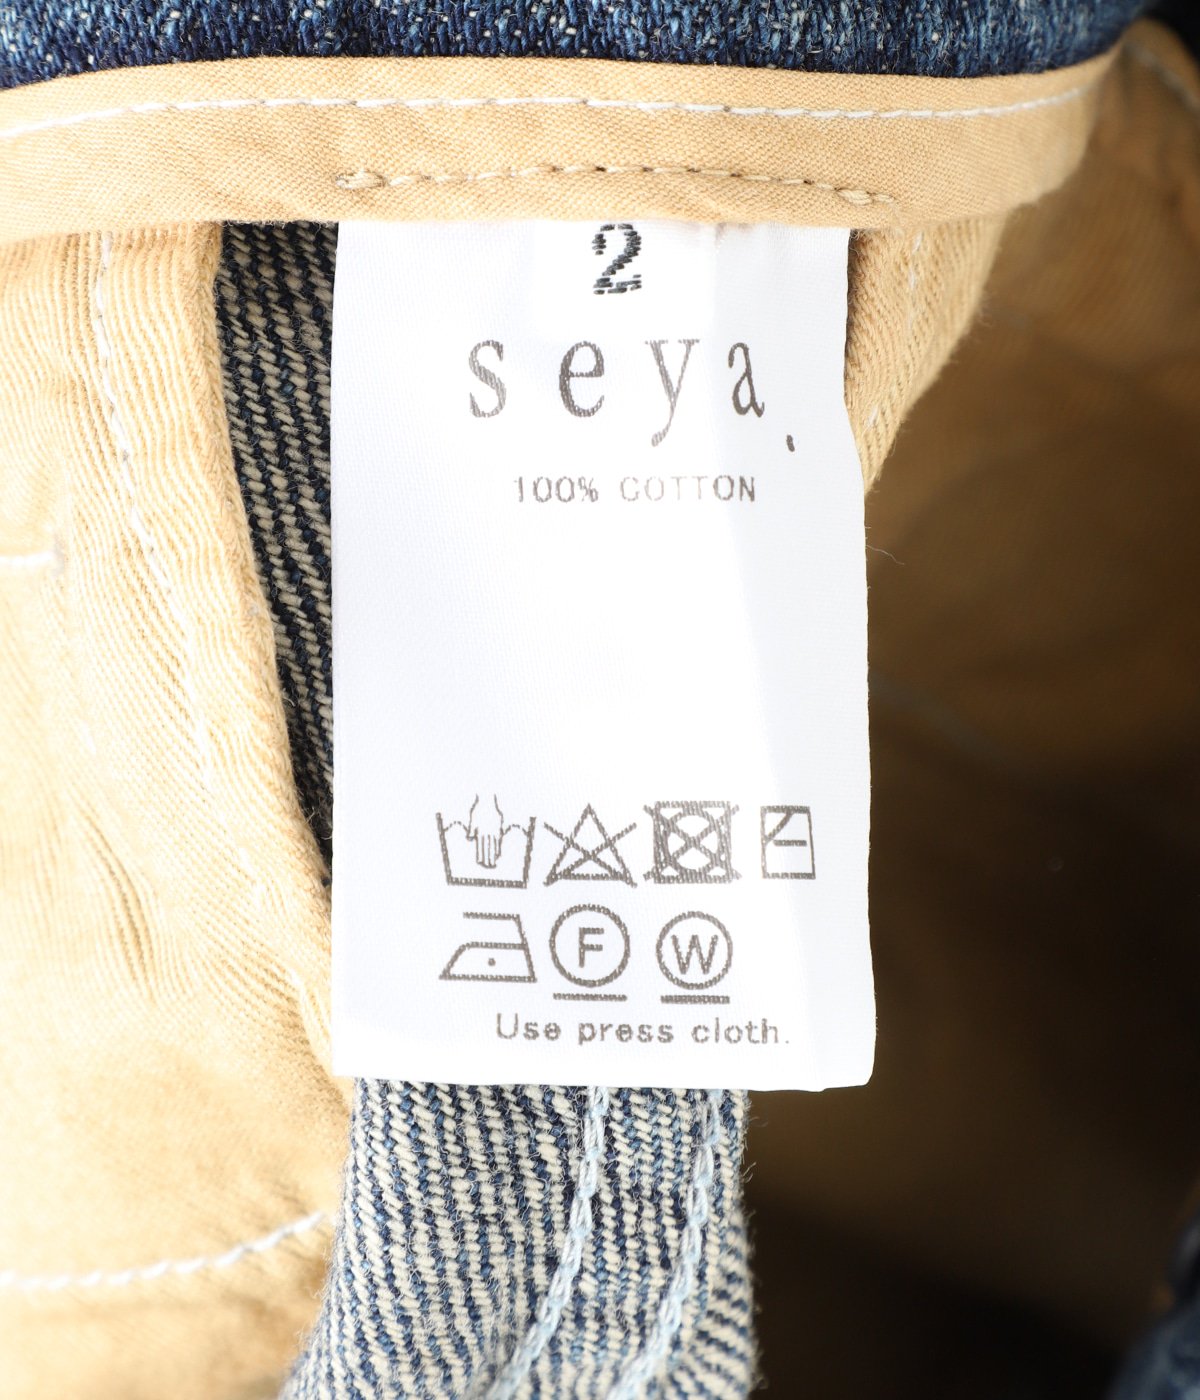 2
seya.
100% COTTON
F W
Use press cloth.